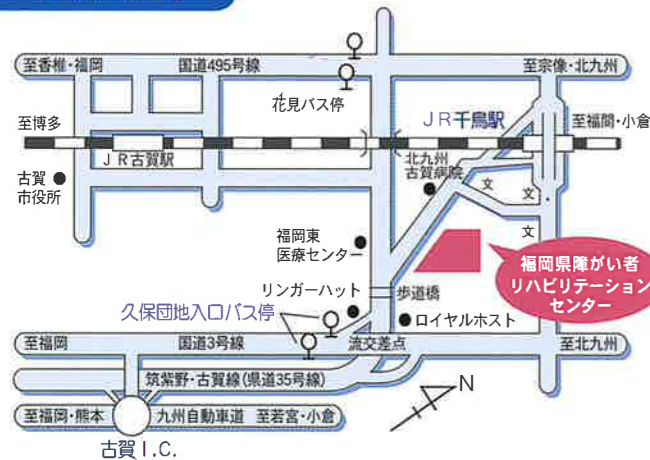 至香椎・福岡
国道495号線
至宗像・北九州
花見バス停
至博多
JR千鳥駅
至福間・小倉
JR古賀駅
古賀
市役所
北九州
古賀病院
文
文
文
福岡東
医療センター
福岡県障がい者
リハビリテーション
センター
リンガーハット
歩道橋
久保団地入口バス停
ロイヤルホスト
至福岡
国道3号線
流交差点
至北九州
筑紫野・古賀線(県道35号線)
N
至福岡・熊本
九州自動車道
至若宮・小倉
古賀I.C.